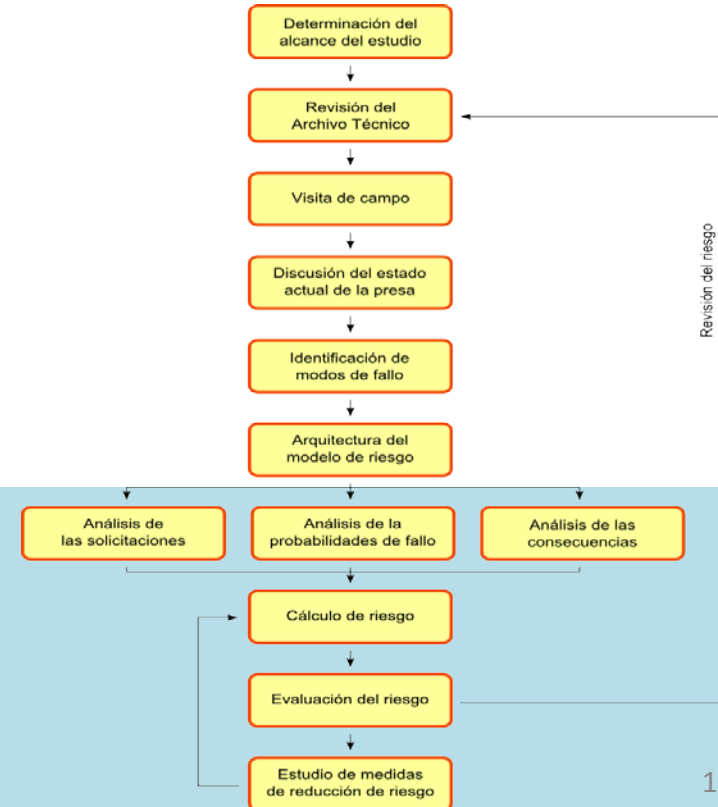 Determinación del
alcance del estudio
Revisión del
Archivo Técnico
Visita de campo
Revisión del riesgo
Discusión del estado
actual de la presa
Identificación de
modos de fallo
Arquitectura del
modelo de riesgo
Análisis de
las solicitaciones
Análisis de la
probabilidades de fallo
Análisis de las
consecuencias
Cálculo de riesgo
Evaluación del riesgo
Estudio de medidas
de reducción de riesgo
1